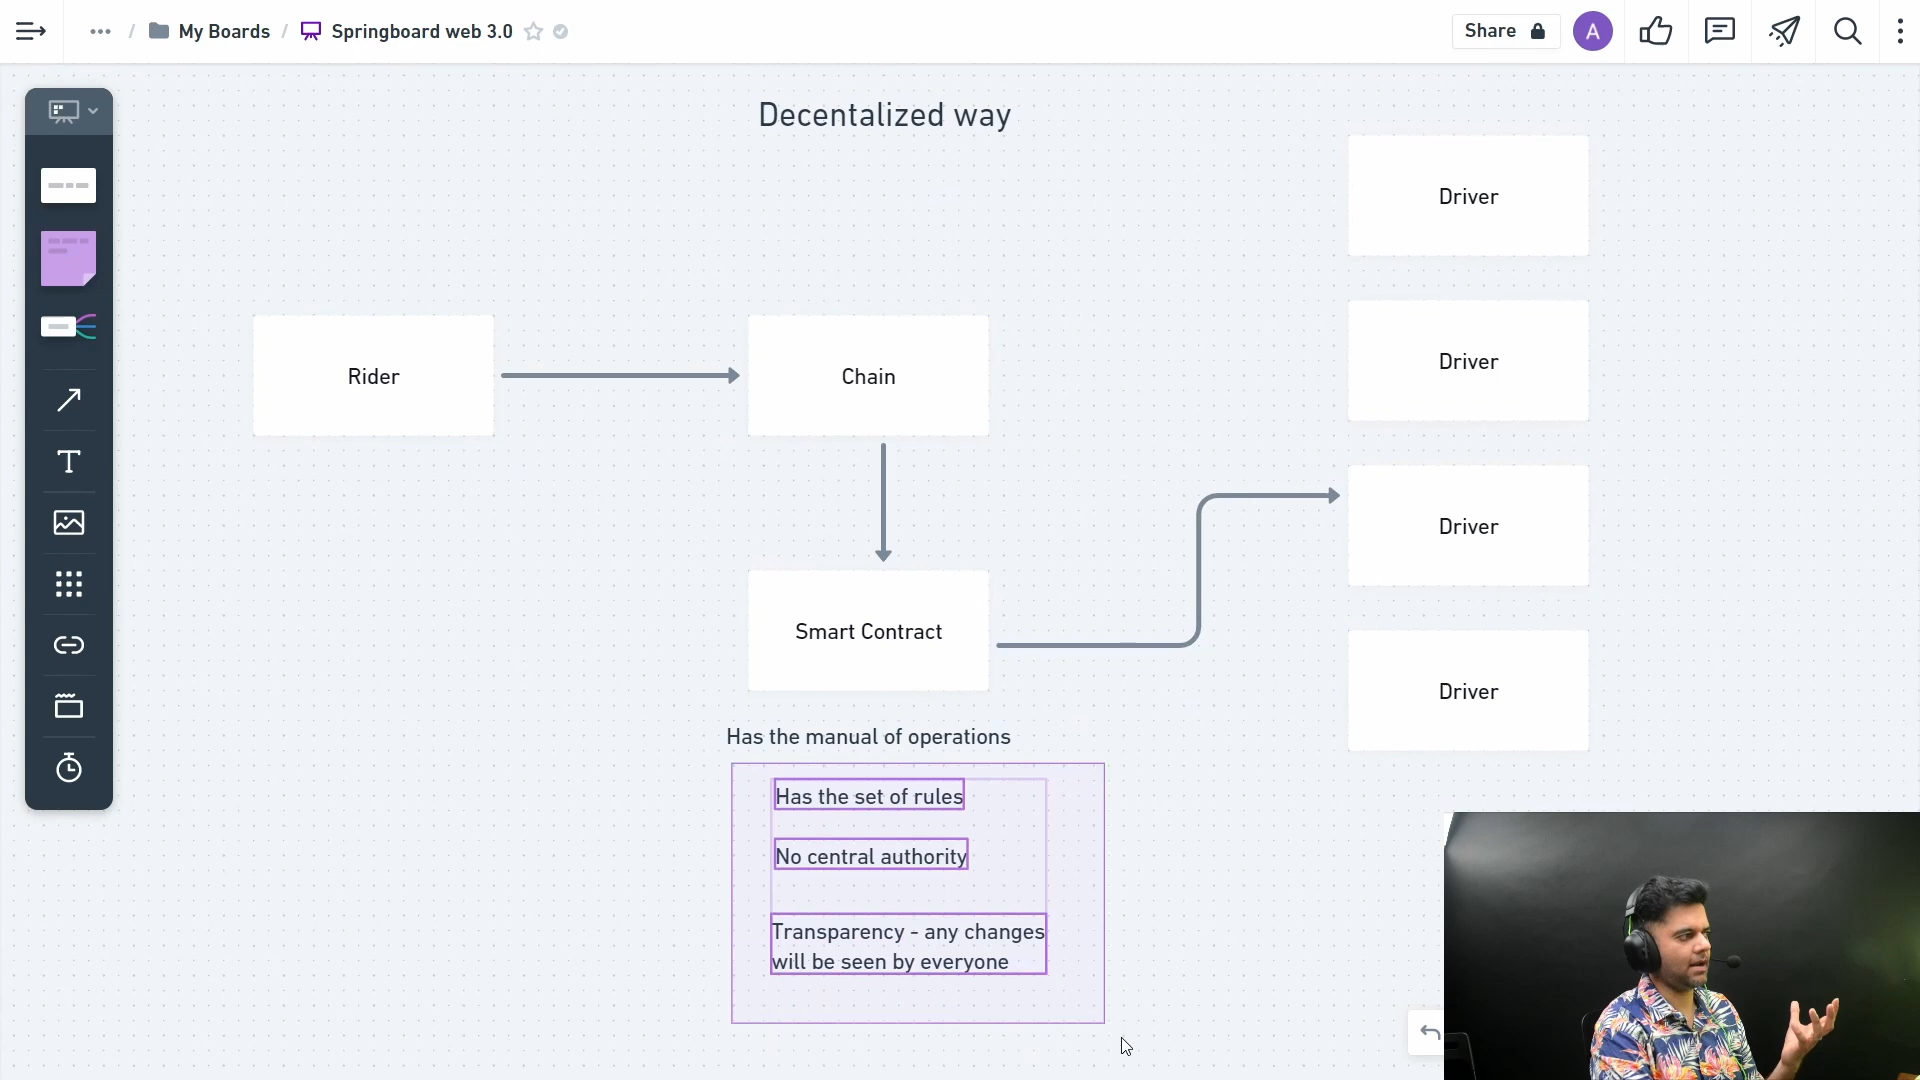 ... / My Boards / Springboard web 3.0
Share
A
Decentalized way
Driver
Driver
Rider
Chain
Driver
Smart Contract
Driver
Has the manual of operations
Has the set of rules
No central authority
Transparency - any changes
will be seen by everyone